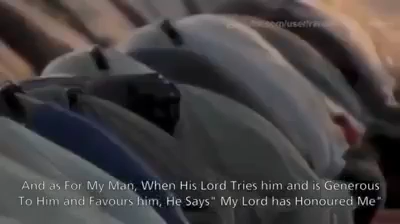 And as For My Man, When His Lord Tries him and is Generous
To Him and Favours him, He Says" My Lord has Honoured Me"